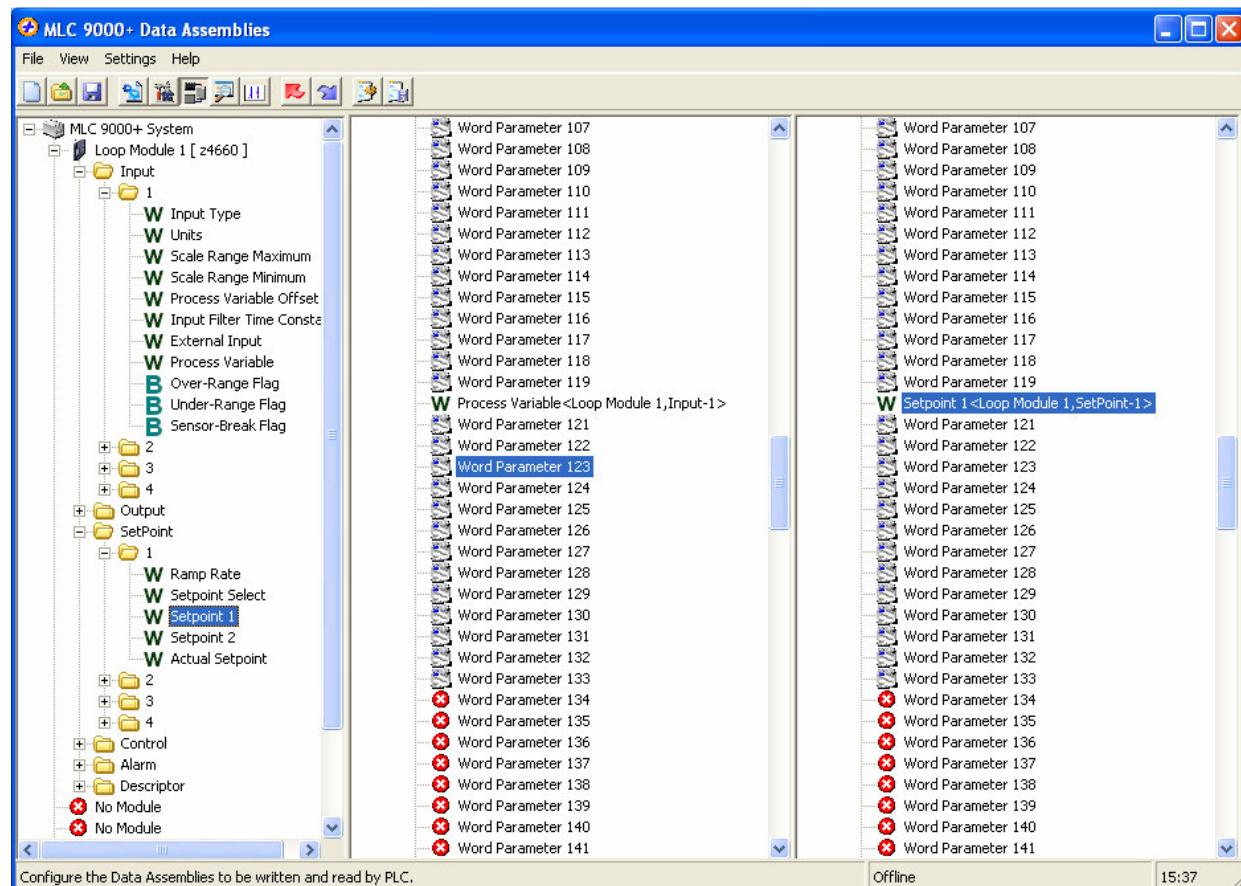 MLC 9000+ Data Assemblies
File View Settings Help
MLC 9000+ System
Loop Module 1 [ z4660 ]
Input
1
W Input Type
W Units
W Scale Range Maximum
W Scale Range Minimum
W Process Variable Offset
W Input Filter Time Consta
W External Input
W Process Variable
B Over-Range Flag
B Under-Range Flag
B Sensor-Break Flag
2
3
4
Output
SetPoint
1
W Ramp Rate
W Setpoint Select
W Setpoint 1
W Setpoint 2
W Actual Setpoint
2
3
4
Control
Alarm
Descriptor
No Module
No Module
Word Parameter 107
Word Parameter 108
Word Parameter 109
Word Parameter 110
Word Parameter 111
Word Parameter 112
Word Parameter 113
Word Parameter 114
Word Parameter 115
Word Parameter 116
Word Parameter 117
Word Parameter 118
Word Parameter 119
W Process Variable<Loop Module 1,Input-1>
Word Parameter 121
Word Parameter 122
Word Parameter 123
Word Parameter 124
Word Parameter 125
Word Parameter 126
Word Parameter 127
Word Parameter 128
Word Parameter 129
Word Parameter 130
Word Parameter 131
Word Parameter 132
Word Parameter 133
Word Parameter 134
Word Parameter 135
Word Parameter 136
Word Parameter 137
Word Parameter 138
Word Parameter 139
Word Parameter 140
Word Parameter 141
Word Parameter 107
Word Parameter 108
Word Parameter 109
Word Parameter 110
Word Parameter 111
Word Parameter 112
Word Parameter 113
Word Parameter 114
Word Parameter 115
Word Parameter 116
Word Parameter 117
Word Parameter 118
Word Parameter 119
W Setpoint 1<Loop Module 1,SetPoint-1>
Word Parameter 121
Word Parameter 122
Word Parameter 123
Word Parameter 124
Word Parameter 125
Word Parameter 126
Word Parameter 127
Word Parameter 128
Word Parameter 129
Word Parameter 130
Word Parameter 131
Word Parameter 132
Word Parameter 133
Word Parameter 134
Word Parameter 135
Word Parameter 136
Word Parameter 137
Word Parameter 138
Word Parameter 139
Word Parameter 140
Word Parameter 141
Configure the Data Assemblies to be written and read by PLC.
Offline
15:37